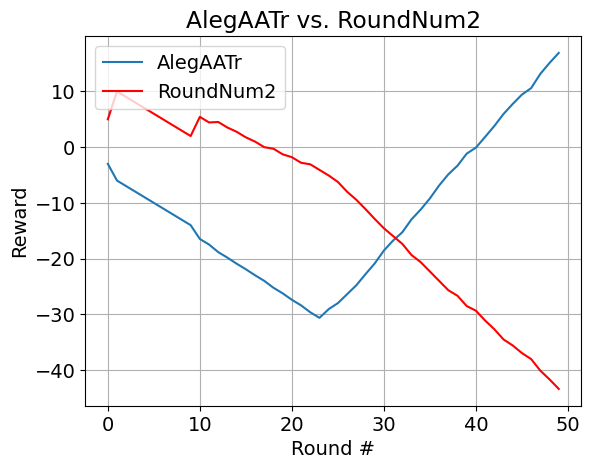 AlegAATr vs. RoundNum2
AlegAATr
RoundNum2
Reward
10
0
−10
−20
−30
−40
0 10 20 30 40 50
Round #